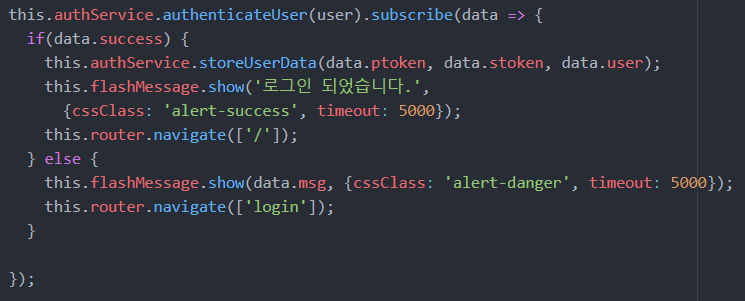 this.authService.authenticateUser(user).subscribe(data => {
  if(data.success) {
    this.authService.storeUserData(data.ptoken, data.stoken, data.user);
    this.flashMessage.show('로그인 되었습니다.',
      {cssClass: 'alert-success', timeout: 5000});
    this.router.navigate(['/']);
  } else {
    this.flashMessage.show(data.msg, {cssClass: 'alert-danger', timeout: 5000});
    this.router.navigate(['login']);
  }

});